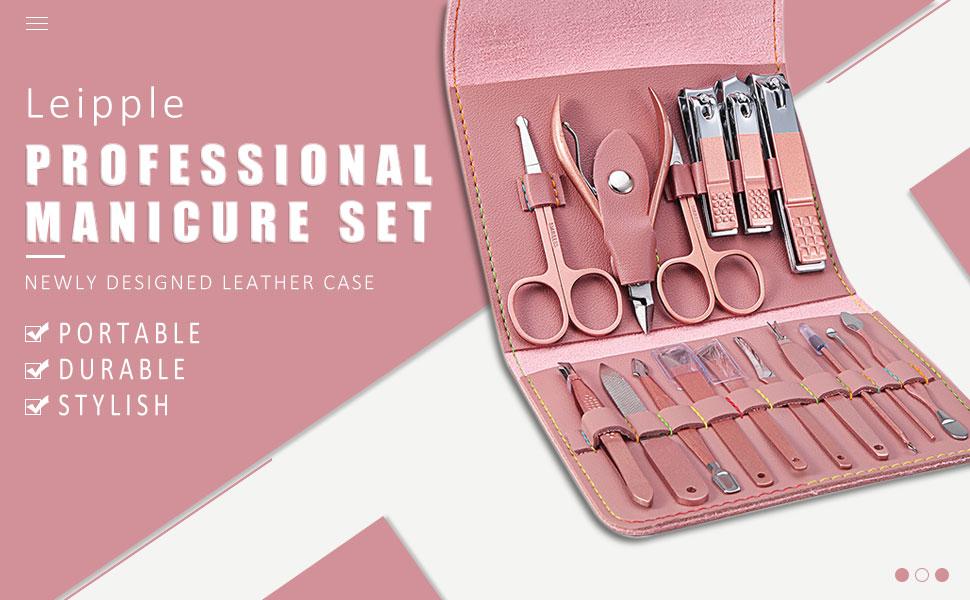 Leipple
PROFESSIONAL
MANICURE SET
NEWLY DESIGNED LEATHER CASE
PORTABLE
DURABLE
STYLISH